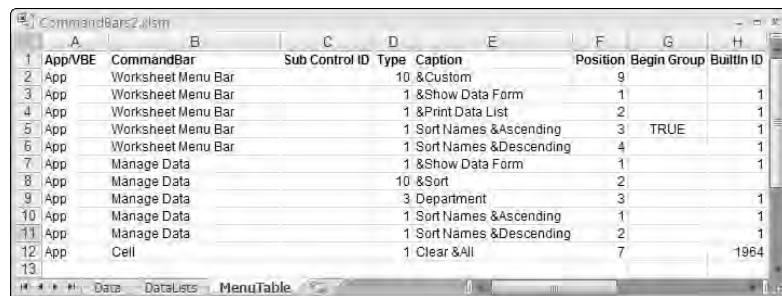 CommandBars2.xlsm
A B C D E F G H
1 App/VBE CommandBar Sub Control ID Type Caption Position Begin Group BuiltIn ID
2 App Worksheet Menu Bar 10 &Custom 9
3 App Worksheet Menu Bar 1 &Show Data Form 1 1
4 App Worksheet Menu Bar 1 &Print Data List 2 1
5 App Worksheet Menu Bar 1 Sort Names &Ascending 3 TRUE 1
6 App Worksheet Menu Bar 1 Sort Names &Descending 4 1
7 App Manage Data 1 &Show Data Form 1 1
8 App Manage Data 10 &Sort 2
9 App Manage Data 3 Department 3 1
10 App Manage Data 1 Sort Names &Ascending 1 1
11 App Manage Data 1 Sort Names &Descending 2 1
12 App Cell 1 Clear &All 7 1964
13
Data DataLists MenuTable